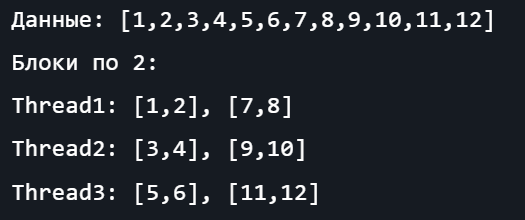 Данные: [1,2,3,4,5,6,7,8,9,10,11,12]
Блоки по 2:
Thread1: [1,2], [7,8]
Thread2: [3,4], [9,10]
Thread3: [5,6], [11,12]